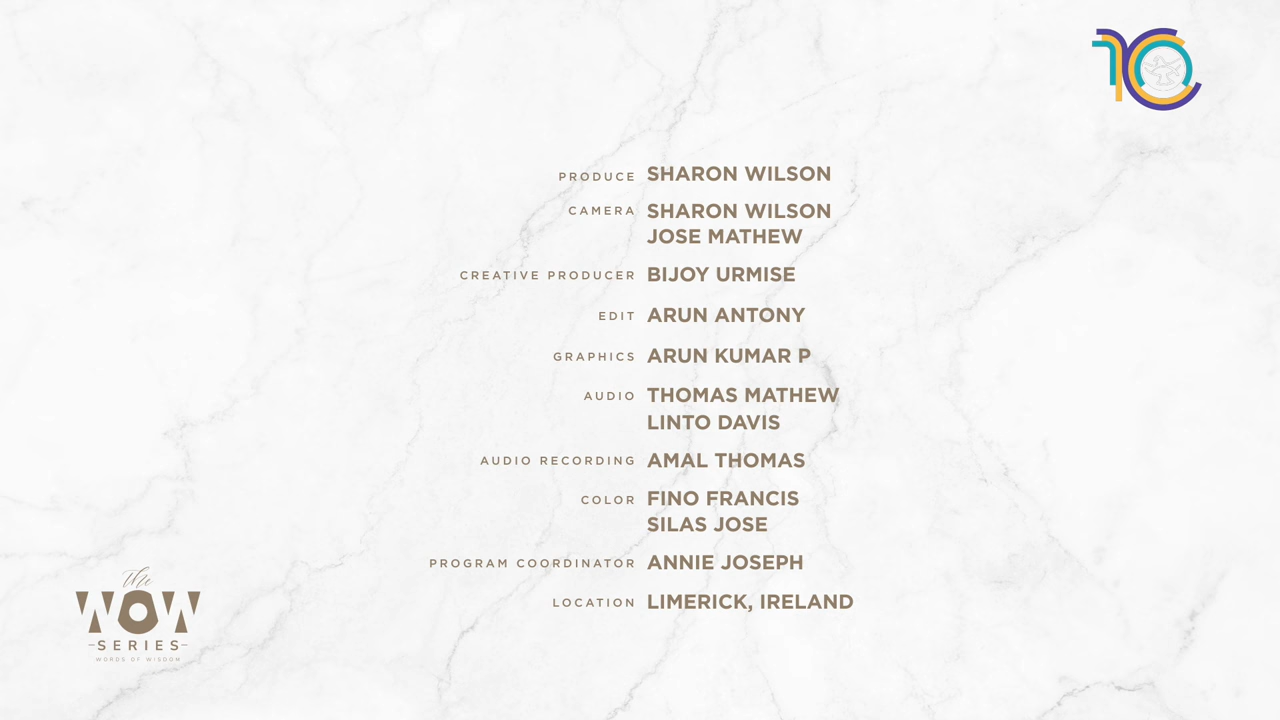 PRODUCE SHARON WILSON
CAMERA SHARON WILSON
JOSE MATHEW
CREATIVE PRODUCER BIJOY URMISE
EDIT ARUN ANTONY
GRAPHICS ARUN KUMAR P
AUDIO THOMAS MATHEW
LINTO DAVIS
AUDIO RECORDING AMAL THOMAS
COLOR FINO FRANCIS
SILAS JOSE
PROGRAM COORDINATOR ANNIE JOSEPH
LOCATION LIMERICK, IRELAND
The
WOW
-SERIES-
WORDS OF WISDOM
10